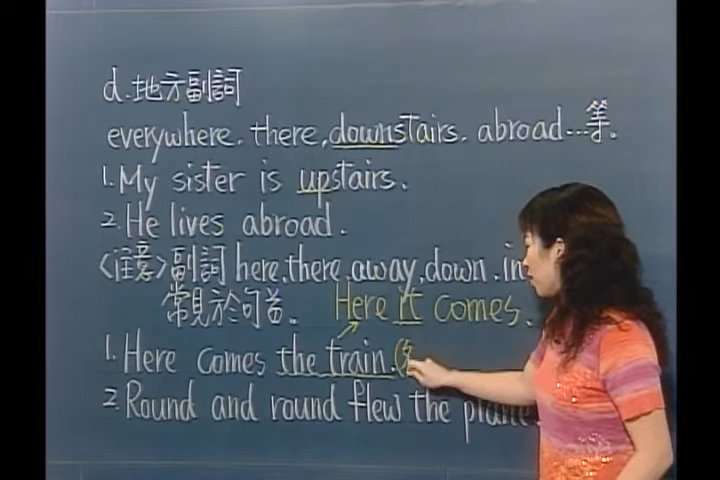 d.地方副詞
everywhere. there, downstairs. abroad...等。
1. My sister is upstairs.
2. He lives abroad.
〈注意〉副詞 here, there, away, down. in
常見於句首。 Here it comes.
1. Here comes the train. (
2. Round and round flew the plane.